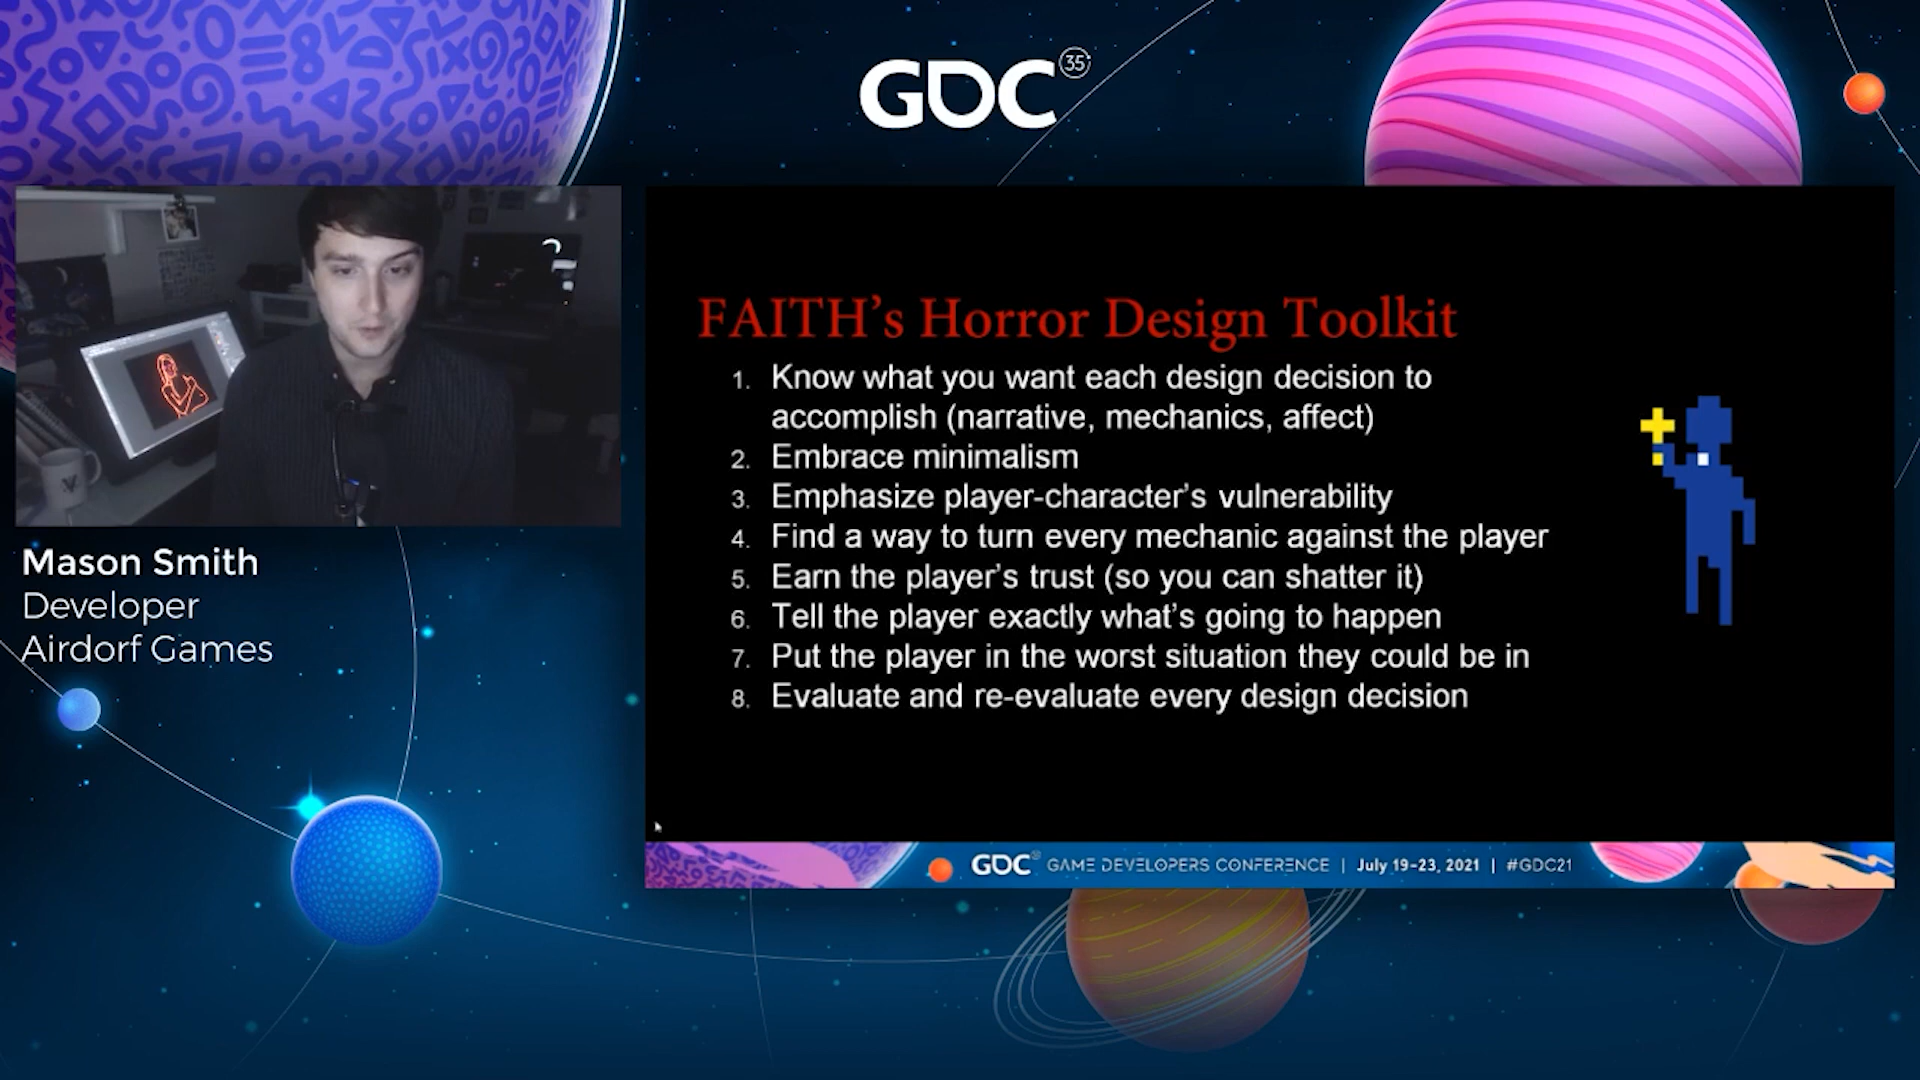 GDC 35
Mason Smith
Developer
Airdorf Games
FAITH’s Horror Design Toolkit
1. Know what you want each design decision to
accomplish (narrative, mechanics, affect)
2. Embrace minimalism
3. Emphasize player-character’s vulnerability
4. Find a way to turn every mechanic against the player
5. Earn the player’s trust (so you can shatter it)
6. Tell the player exactly what’s going to happen
7. Put the player in the worst situation they could be in
8. Evaluate and re-evaluate every design decision
GDC GAME DEVELOPERS CONFERENCE | July 19-23, 2021 | #GDC21